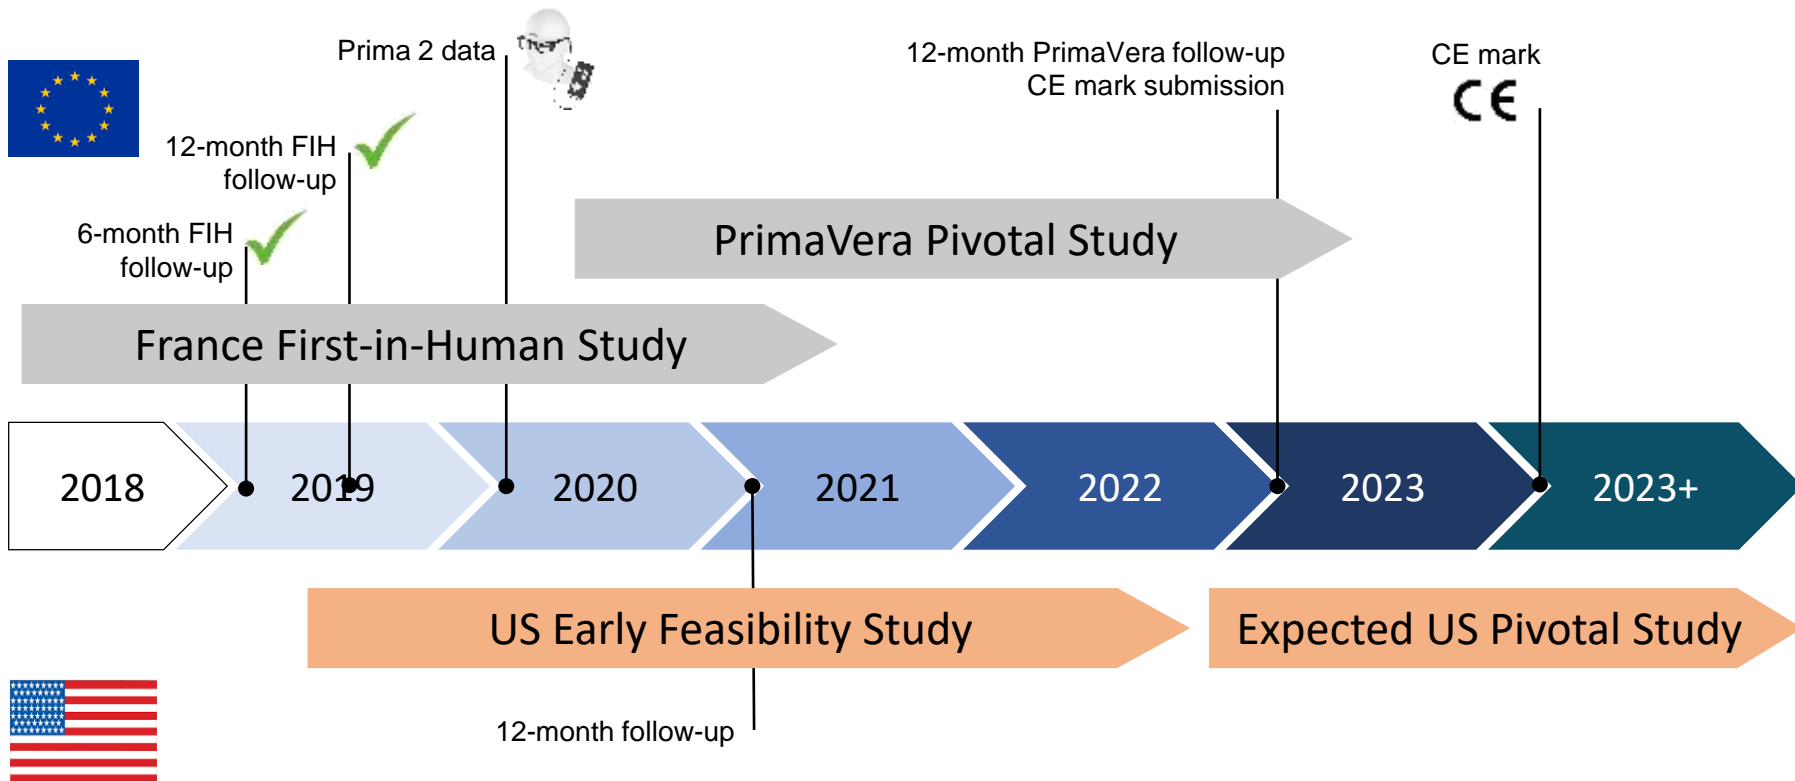 Prima 2 data
12-month PrimaVera follow-up
CE mark submission
CE mark
CE
12-month FIH
follow-up
6-month FIH
follow-up
PrimaVera Pivotal Study
France First-in-Human Study
2018
2019
2020
2021
2022
2023
2023+
US Early Feasibility Study
Expected US Pivotal Study
12-month follow-up